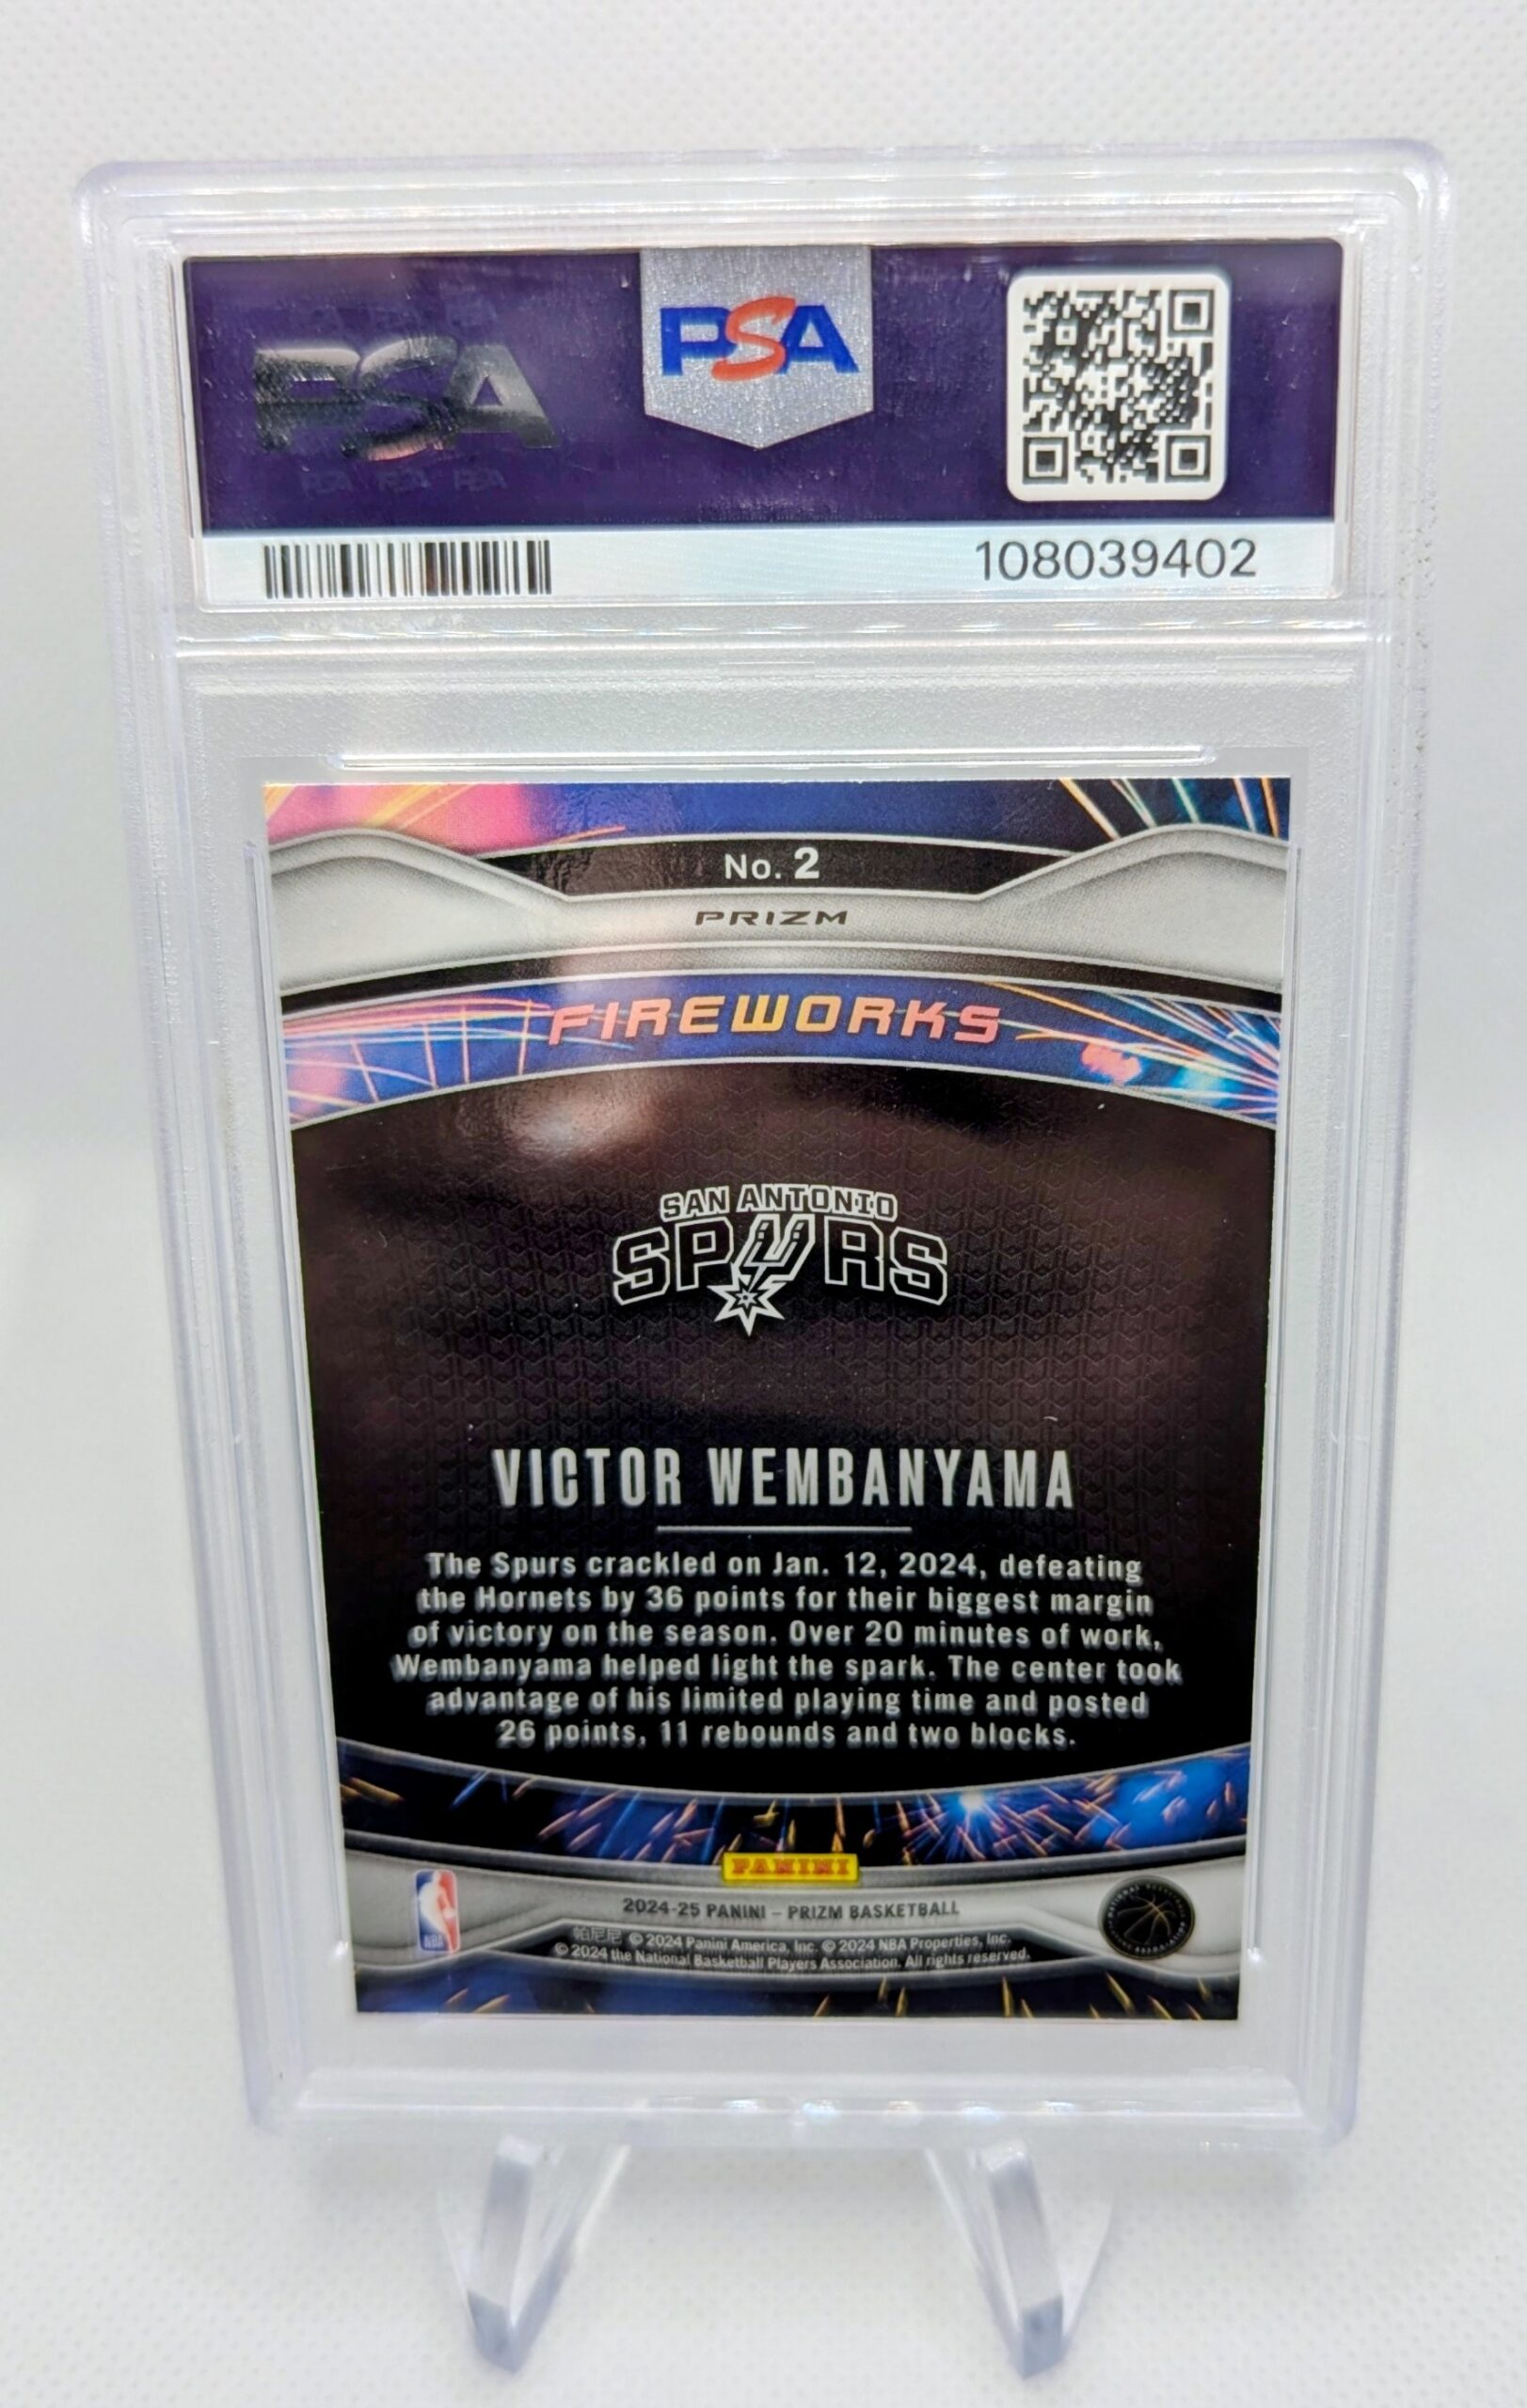 PSA
PSA
PSA PSA PSA
108039402
No. 2
PRIZM
FIREWORKS
SAN ANTONIO
SPURS
VICTOR WEMBANYAMA
The Spurs crackled on Jan. 12, 2024, defeating
the Hornets by 36 points for their biggest margin
of victory on the season. Over 20 minutes of work,
Wembanyama helped light the spark. The center took
advantage of his limited playing time and posted
26 points, 11 rebounds and two blocks.
PANINI
2024-25 PANINI – PRIZM BASKETBALL
帕尼尼 © 2024 Panini America, Inc. © 2024 NBA Properties, Inc.
© 2024 the National Basketball Players Association. All rights reserved.
NBA